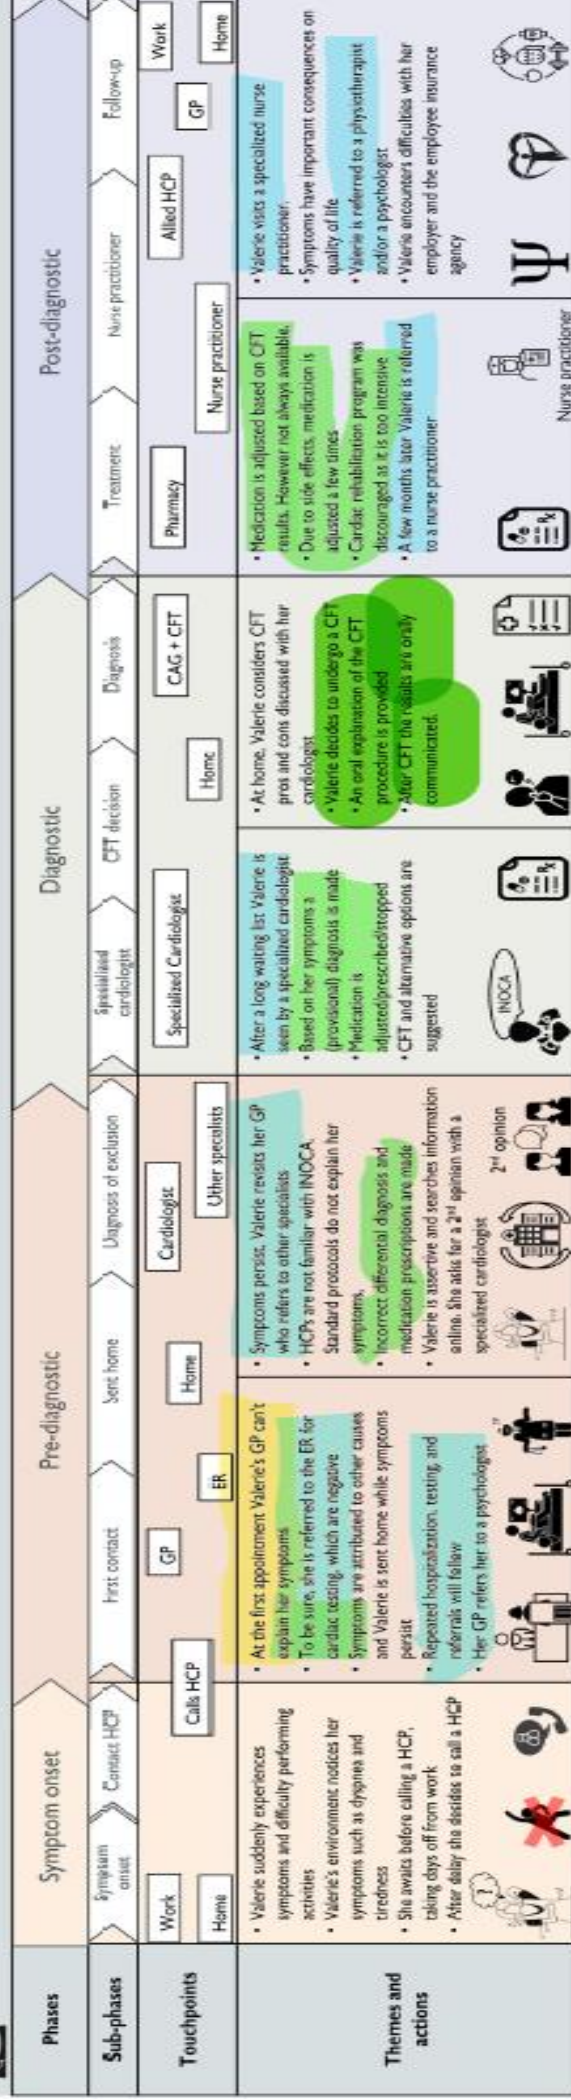 Phases
Symptom onset
Pre-diagnostic
Diagnostic
Post-diagnostic
Sub-phases
Symptom
onset
Contact HCP
First contact
Sent home
Diagnosis of exclusion
Specialized
cardiologist
CFT decision
Diagnosis
Treatment
Nurse practitioner
Follow-up
Touchpoints
Work
Home
Calls HCP
GP
ER
Home
Cardiologist
Other specialists
Specialized Cardiologist
Home
CAG + CFT
Pharmacy
Nurse practitioner
Allied HCP
GP
Work
Home
Themes and
actions
• Valerie suddenly experiences
symptoms and difficulty performing
activities
• Valerie's environment notices her
symptoms such as dyspnea and
tiredness
• She awaits before calling a HCP,
taking days off from work
• After delay she decides to call a HCP
?
• At the first appointment Valerie's GP can't
explain her symptoms
• To be sure, she is referred to the ER for
cardiac testing, which are negative
• Symptoms are attributed to other causes
and Valerie is sent home while symptoms
persist
• Repeated hospitalization, testing, and
referrals will follow
• Her GP refers her to a psychologist
• Symptoms persist, Valerie revisits her GP
who refers to other specialists
• HCPs are not familiar with INOCA.
Standard protocols do not explain her
symptoms.
• Incorrect differential diagnosis and
medication prescriptions are made
• Valerie is assertive and searches information
online. She asks for a 2nd opinion with a
specialized cardiologist
2nd opinion
• After a long waiting list Valerie is
seen by a specialized cardiologist
• Based on her symptoms a
(provisional) diagnosis is made
• Medication is
adjusted/prescribed/stopped
• CFT and alternative options are
suggested
INOCA
Rx
• At home, Valerie considers CFT
pros and cons discussed with her
cardiologist
• Valerie decides to undergo a CFT
• An oral explanation of the CFT
procedure is provided
• After CFT the results are orally
communicated.
• Medication is adjusted based on CFT
results. However not always available.
• Due to side effects, medication is
adjusted a few times
• Cardiac rehabilitation program was
discouraged as it is too intensive
• A few months later Valerie is referred
to a nurse practitioner
Rx
Nurse practitioner
• Valerie visits a specialized nurse
practitioner.
• Symptoms have important consequences on
quality of life
• Valerie is referred to a physiotherapist
and/or a psychologist
• Valerie encounters difficulties with her
employer and the employee insurance
agency
Ψ